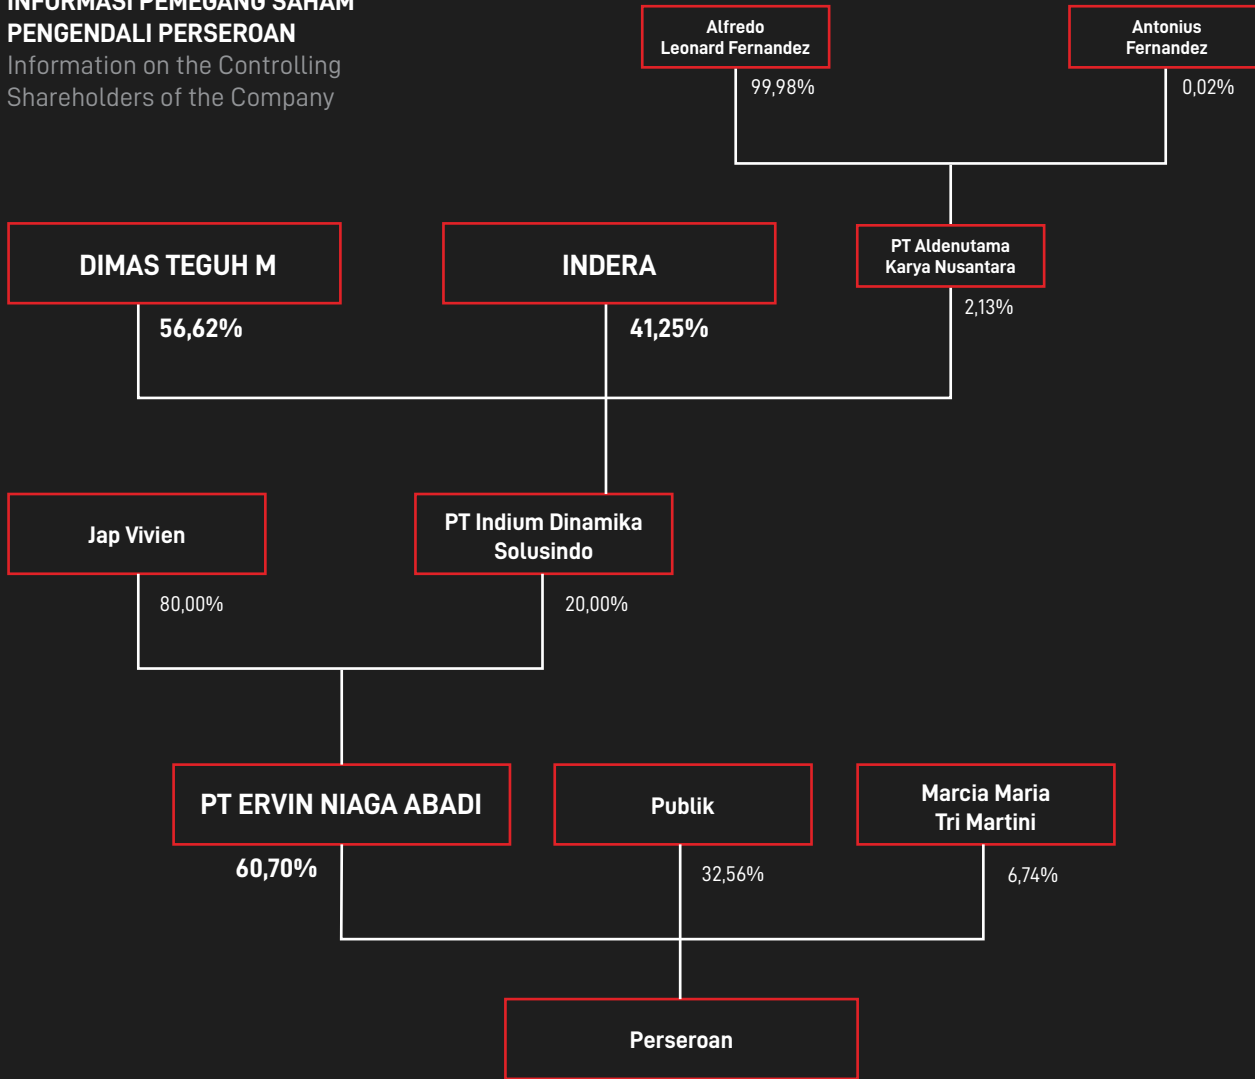 INFORMASI PEMEGANG SAHAM
PENGENDALI PERSEROAN
Information on the Controlling
Shareholders of the Company
Alfredo
Leonard Fernandez
99,98%
Antonius
Fernandez
0,02%
DIMAS TEGUH M
56,62%
INDERA
41,25%
PT Aldenutama
Karya Nusantara
2,13%
Jap Vivien
80,00%
PT Indium Dinamika
Solusindo
20,00%
PT ERVIN NIAGA ABADI
60,70%
Publik
32,56%
Marcia Maria
Tri Martini
6,74%
Perseroan